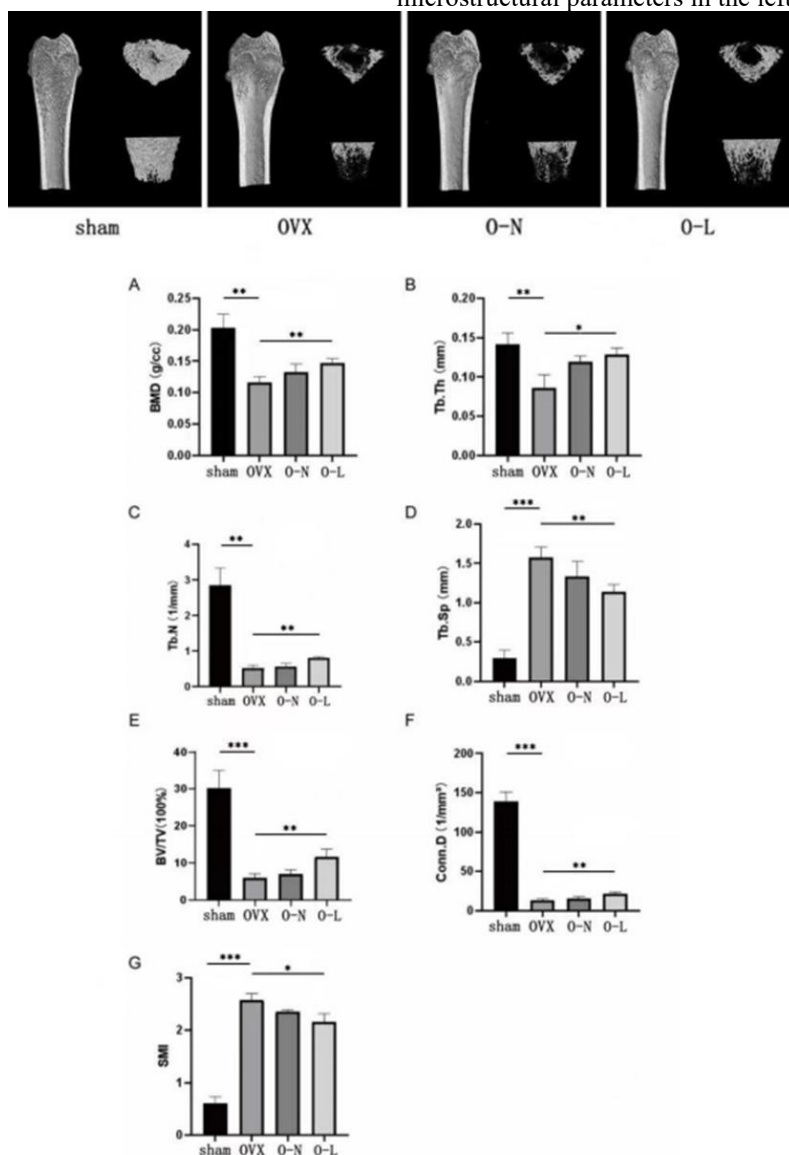 microstructural parameters in the left
sham OVX O-N O-L
A
**
**
BMD (g/cc)
0.25
0.20
0.15
0.10
0.05
0.00
sham OVX O-N O-L
B
**
*
Tb.Th (mm)
0.20
0.15
0.10
0.05
0.00
sham OVX O-N O-L
C
**
**
Tb.N (1/mm)
4
3
2
1
0
sham OVX O-N O-L
D
***
**
Tb.Sp (mm)
2.0
1.5
1.0
0.5
0.0
sham OVX O-N O-L
E
***
**
BV/TV(100%)
40
30
20
10
0
sham OVX O-N O-L
F
***
**
Conn.D (1/mm³)
200
150
100
50
0
sham OVX O-N O-L
G
***
*
SMI
3
2
1
0
sham OVX O-N O-L